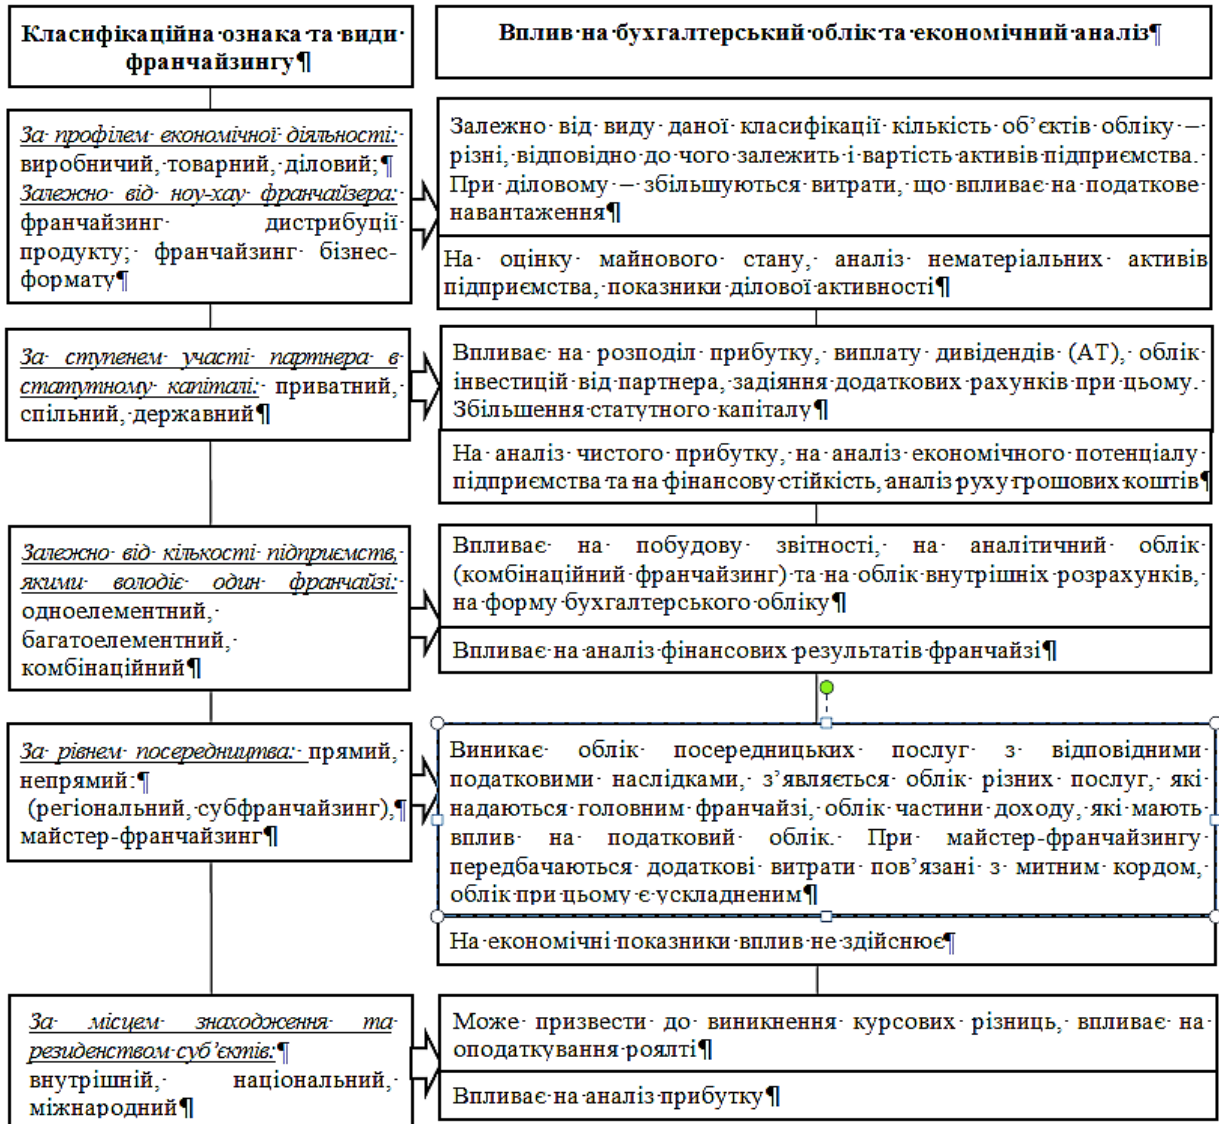 Класифікаційна ознака та види
франчайзингу¶
Вплив на бухгалтерський облік та економічний аналіз¶
За профілем економічної діяльності:
виробничий, товарний, діловий;¶
Залежно від ноу-хау франчайзера:
франчайзинг дистрибуції
продукту; франчайзинг бізнес-
формату¶
Залежно від виду даної класифікації кількість об’єктів обліку –
різні, відповідно до чого залежить і вартість активів підприємства.
При діловому – збільшуються витрати, що впливає на податкове
навантаження¶
На оцінку майнового стану, аналіз нематеріальних активів
підприємства, показники ділової активності¶
За ступенем участі партнера в
статутному капіталі: приватний,
спільний, державний¶
Впливає на розподіл прибутку, виплату дивідендів (АТ), облік
інвестицій від партнера, задіяння додаткових рахунків при цьому.
Збільшення статутного капіталу¶
На аналіз чистого прибутку, на аналіз економічного потенціалу
підприємства та на фінансову стійкість, аналіз руху грошових коштів¶
Залежно від кількості підприємств,
якими володіє один франчайзі:
одноелементний,
багатоелементний,
комбінаційний¶
Впливає на побудову звітності, на аналітичний облік
(комбінаційний франчайзинг) та на облік внутрішніх розрахунків,
на форму бухгалтерського обліку¶
Впливає на аналіз фінансових результатів франчайзі¶
За рівнем посередництва: прямий,
непрямий:¶
(регіональний, субфранчайзинг),¶
майстер-франчайзинг¶
Виникає облік посередницьких послуг з відповідними
податковими наслідками, з’являється облік різних послуг, які
надаються головним франчайзі, облік частини доходу, які мають
вплив на податковий облік. При майстер-франчайзингу
передбачаються додаткові витрати пов’язані з митним кордом,
облік при цьому є ускладненим¶
На економічні показники вплив не здійснює¶
За місцем знаходження та
резиденством суб’єктів:¶
внутрішній, національний,
міжнародний¶
Може призвести до виникнення курсових різниць, впливає на
оподаткування роялті¶
Впливає на аналіз прибутку¶